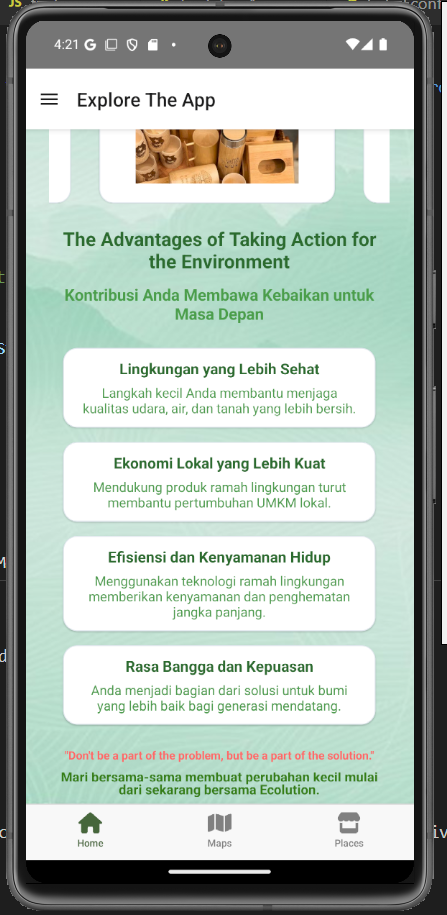 4:21
Explore The App
The Advantages of Taking Action for
the Environment
Kontribusi Anda Membawa Kebaikan untuk
Masa Depan
Lingkungan yang Lebih Sehat
Langkah kecil Anda membantu menjaga
kualitas udara, air, dan tanah yang lebih bersih.
Ekonomi Lokal yang Lebih Kuat
Mendukung produk ramah lingkungan turut
membantu pertumbuhan UMKM lokal.
Efisiensi dan Kenyamanan Hidup
Menggunakan teknologi ramah lingkungan
memberikan kenyamanan dan penghematan
jangka panjang.
Rasa Bangga dan Kepuasan
Anda menjadi bagian dari solusi untuk bumi
yang lebih baik bagi generasi mendatang.
"Don't be a part of the problem, but be a part of the solution."
Mari bersama-sama membuat perubahan kecil mulai
dari sekarang bersama Ecolution.
Home
Maps
Places